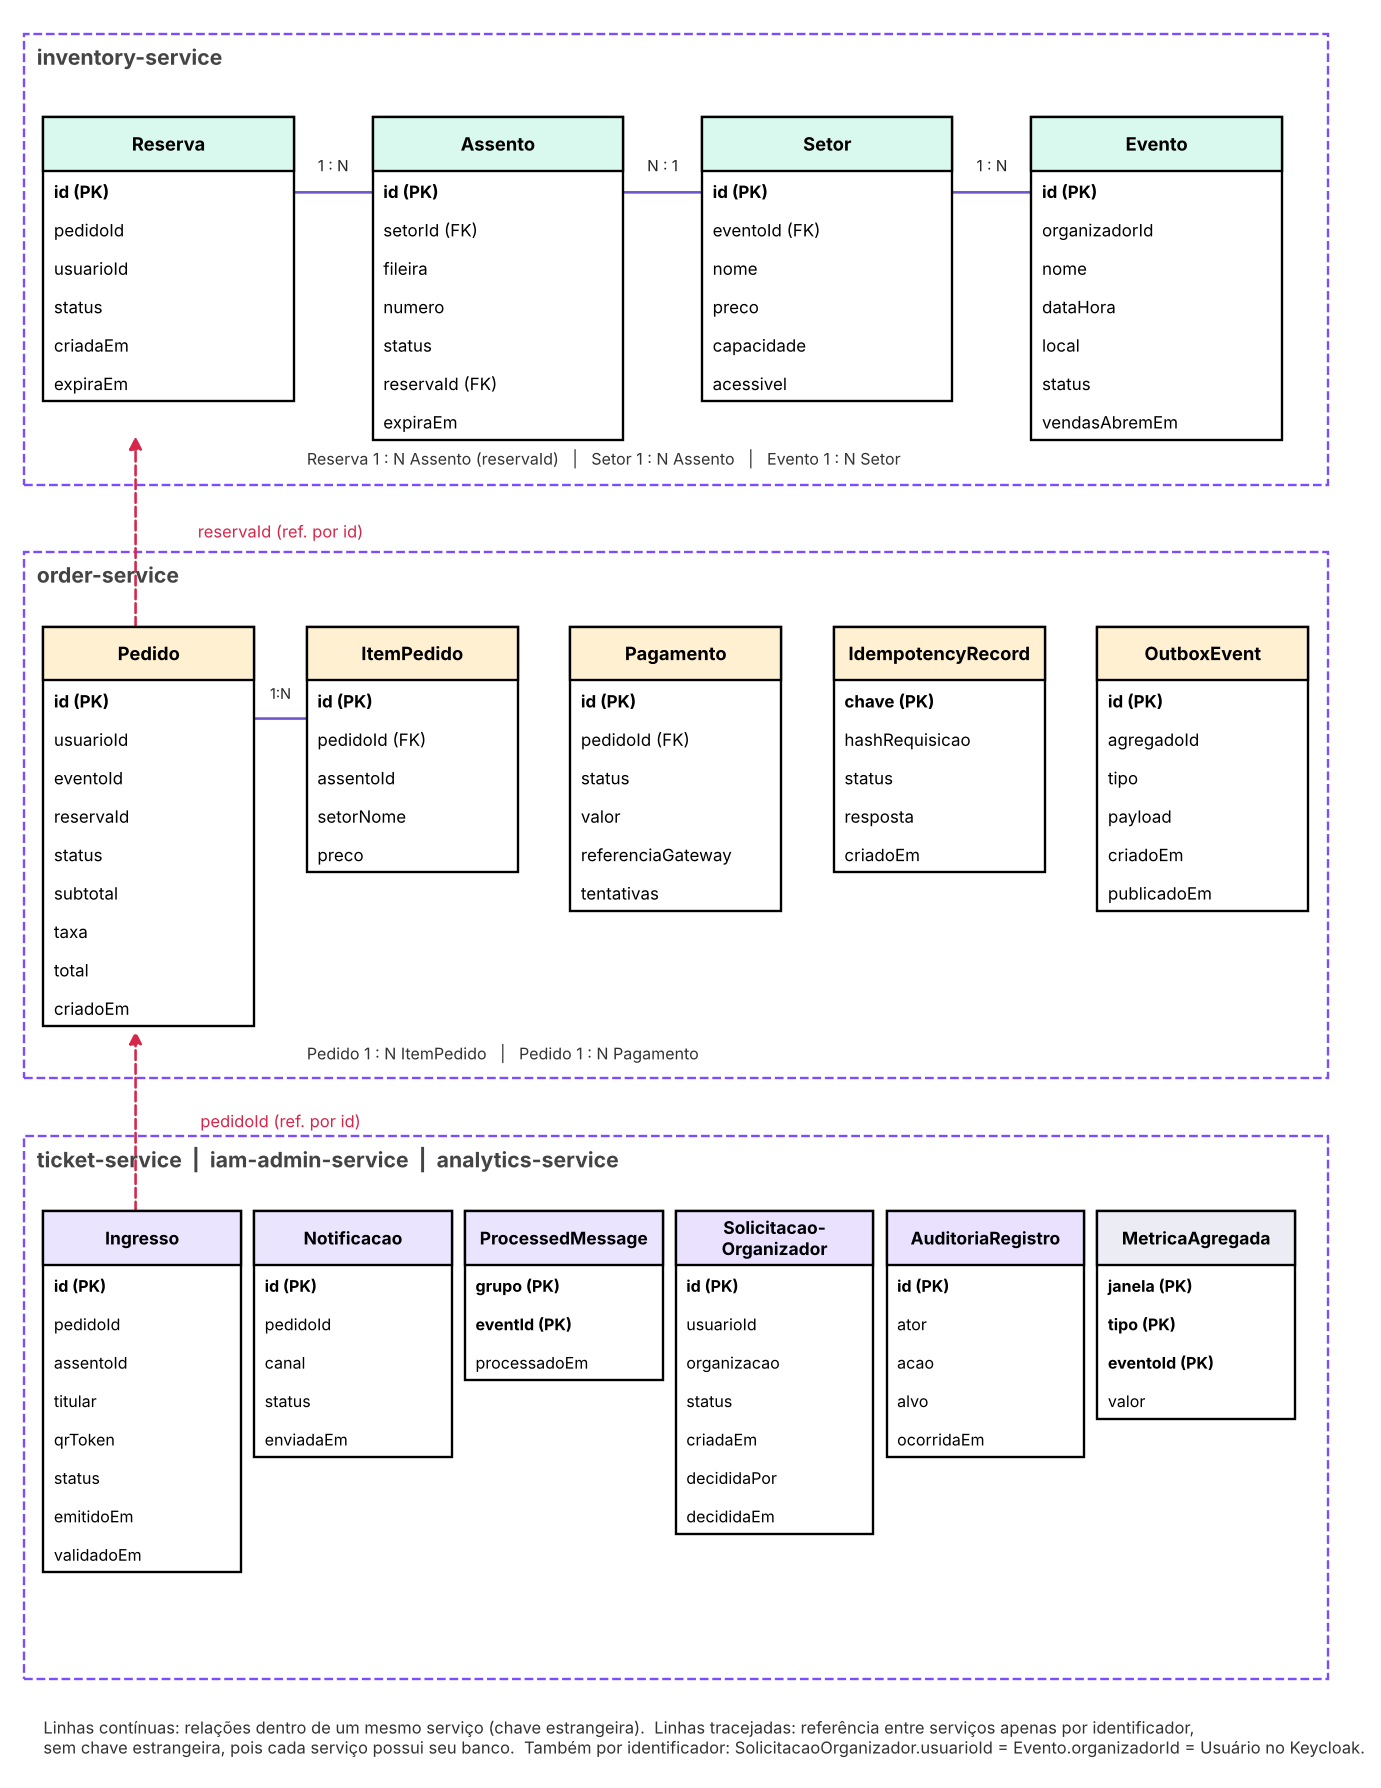 inventory-service
Reserva
id (PK)
pedidoId
usuarioId
status
criadaEm
expiraEm
1 : N
Assento
id (PK)
setorId (FK)
fileira
numero
status
reservaId (FK)
expiraEm
N : 1
Setor
id (PK)
eventoId (FK)
nome
preco
capacidade
acessivel
1 : N
Evento
id (PK)
organizadorId
nome
dataHora
local
status
vendasAbremEm
Reserva 1 : N Assento (reservaId) | Setor 1 : N Assento | Evento 1 : N Setor
reservaId (ref. por id)
order-service
Pedido
id (PK)
usuarioId
eventoId
reservaId
status
subtotal
taxa
total
criadoEm
1:N
ItemPedido
id (PK)
pedidoId (FK)
assentoId
setorNome
preco
Pagamento
id (PK)
pedidoId (FK)
status
valor
referenciaGateway
tentativas
IdempotencyRecord
chave (PK)
hashRequisicao
status
resposta
criadoEm
OutboxEvent
id (PK)
agregadoId
tipo
payload
criadoEm
publicadoEm
Pedido 1 : N ItemPedido | Pedido 1 : N Pagamento
pedidoId (ref. por id)
ticket-service | iam-admin-service | analytics-service
Ingresso
id (PK)
pedidoId
assentoId
titular
qrToken
status
emitidoEm
validadoEm
Notificacao
id (PK)
pedidoId
canal
status
enviadaEm
ProcessedMessage
grupo (PK)
eventId (PK)
processadoEm
Solicitacao-
Organizador
id (PK)
usuarioId
organizacao
status
criadaEm
decididaPor
decididaEm
AuditoriaRegistro
id (PK)
ator
acao
alvo
ocorridaEm
MetricaAgregada
janela (PK)
tipo (PK)
eventoId (PK)
valor
Linhas contínuas: relações dentro de um mesmo serviço (chave estrangeira). Linhas tracejadas: referência entre serviços apenas por identificador,
sem chave estrangeira, pois cada serviço possui seu banco. Também por identificador: SolicitacaoOrganizador.usuarioId = Evento.organizadorId = Usuário no Keycloak.